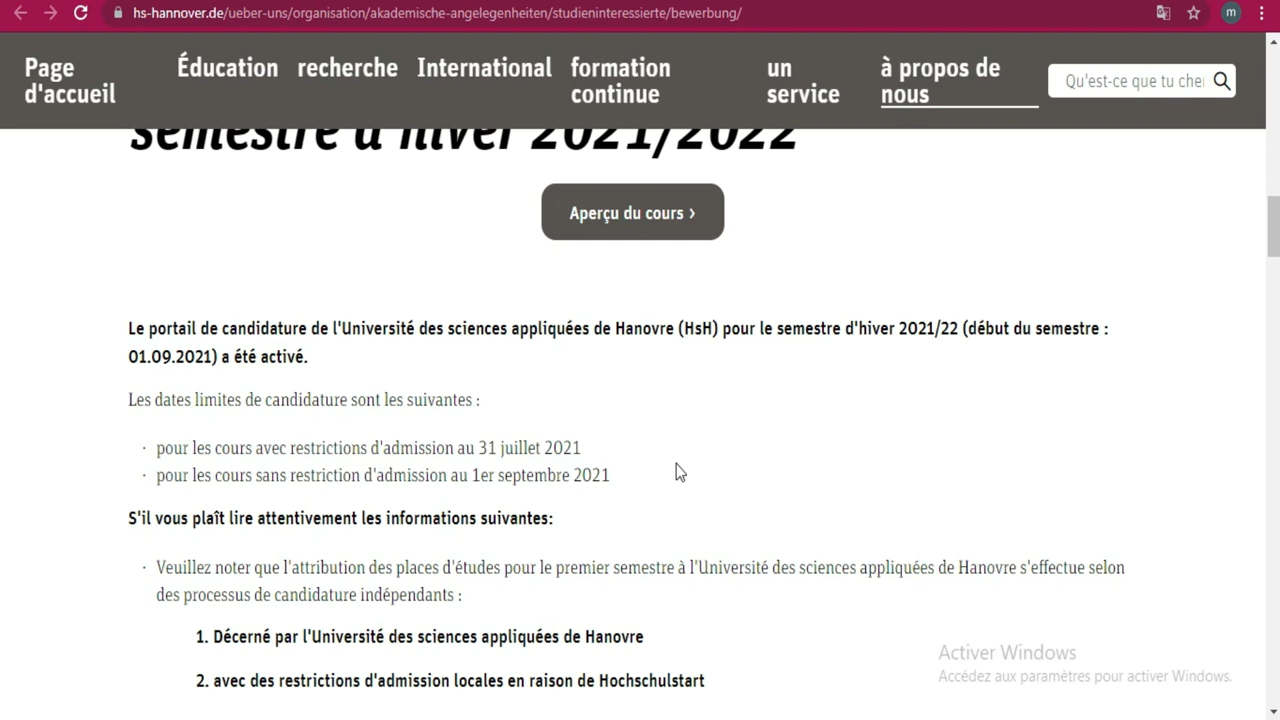 hs-hannover.de/ueber-uns/organisation/akademische-angelegenheiten/studieninteressierte/bewerbung/
m
Page d'accueil
Éducation
recherche
International
formation continue
un service
à propos de nous
Qu'est-ce que tu cher
semestre d'hiver 2021/2022
Aperçu du cours ›
Le portail de candidature de l'Université des sciences appliquées de Hanovre (HsH) pour le semestre d'hiver 2021/22 (début du semestre :
01.09.2021) a été activé.
Les dates limites de candidature sont les suivantes :
· pour les cours avec restrictions d'admission au 31 juillet 2021
· pour les cours sans restriction d'admission au 1er septembre 2021
S'il vous plaît lire attentivement les informations suivantes:
· Veuillez noter que l'attribution des places d'études pour le premier semestre à l'Université des sciences appliquées de Hanovre s'effectue selon
des processus de candidature indépendants :
1. Décerné par l'Université des sciences appliquées de Hanovre
2. avec des restrictions d'admission locales en raison de Hochschulstart
Activer Windows
Accédez aux paramètres pour activer Windows.